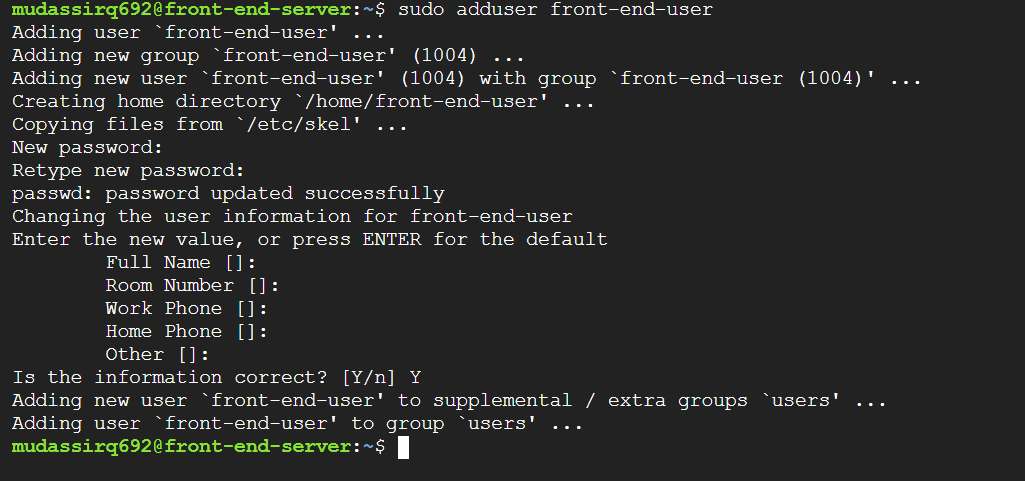 mudassirq692@front-end-server:~$ sudo adduser front-end-user
Adding user `front-end-user' ...
Adding new group `front-end-user' (1004) ...
Adding new user `front-end-user' (1004) with group `front-end-user (1004)' ...
Creating home directory `/home/front-end-user' ...
Copying files from `/etc/skel' ...
New password:
Retype new password:
passwd: password updated successfully
Changing the user information for front-end-user
Enter the new value, or press ENTER for the default
        Full Name []:
        Room Number []:
        Work Phone []:
        Home Phone []:
        Other []:
Is the information correct? [Y/n] Y
Adding new user `front-end-user' to supplemental / extra groups `users' ...
Adding user `front-end-user' to group `users' ...
mudassirq692@front-end-server:~$